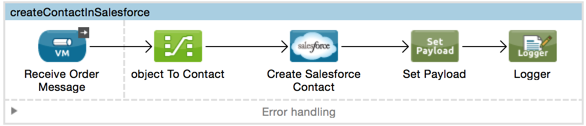 createContactInSalesforce
VM
salesforce
Set
Payload
Logger
Receive Order
Message
object To Contact
Create Salesforce
Contact
Set Payload
Logger
Error handling